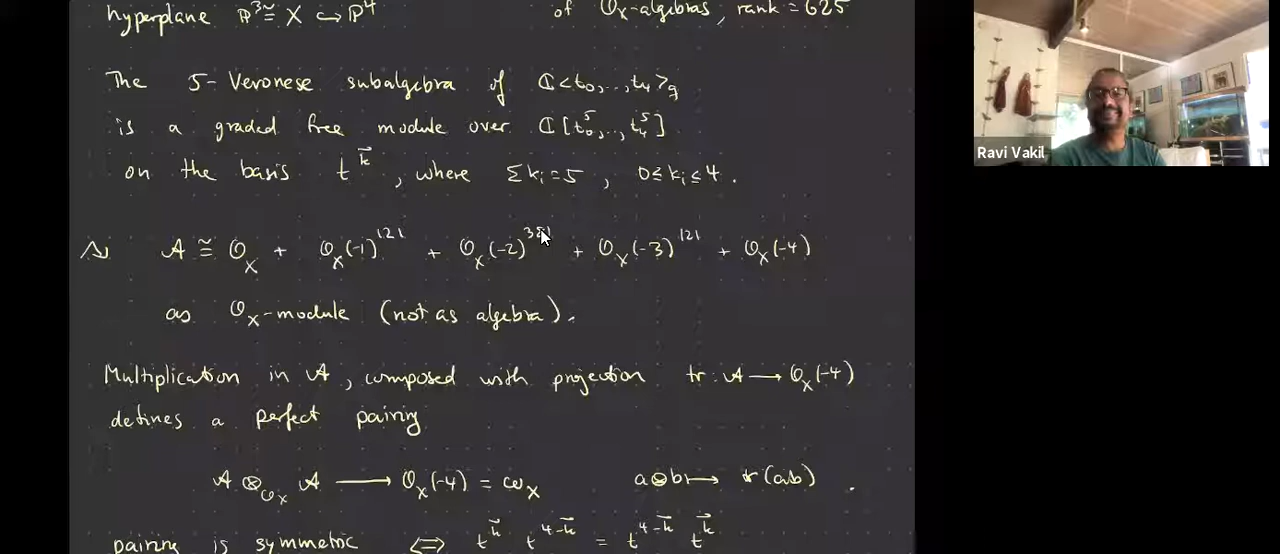 hyperplane ℙ³ ≅ X ↪ ℙ⁴ of 𝒪_X-algebras, rank = 625
The 5-Veronese subalgebra of ℂ<t₀,..,t₄>_q
is a graded free module over ℂ[t₀⁵,..,t₄⁵]
on the basis t^{k⃗}, where Σkᵢ=5, 0≤kᵢ≤4.
𝒜 ≅ 𝒪_X + 𝒪_X(-1)^{121} + 𝒪_X(-2)^{381} + 𝒪_X(-3)^{121} + 𝒪_X(-4)
as 𝒪_X-module (not as algebra).
Multiplication in 𝒜, composed with projection tr: 𝒜 ⟶ 𝒪_X(-4)
defines a perfect pairing
𝒜 ⊗_{𝒪_X} 𝒜 ⟶ 𝒪_X(-4) = ω_X a⊗b ⟼ tr(ab).
pairing is symmetric ⟺ t^{k⃗} t^{4-k⃗} = t^{4-k⃗} t^{k⃗}
Ravi Vakil